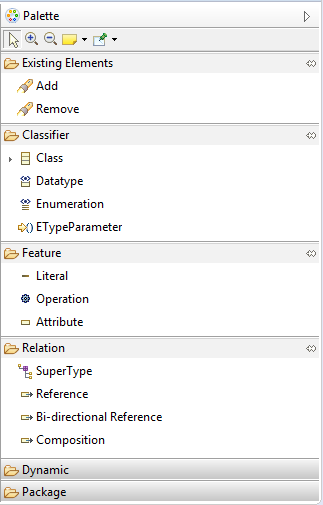 Palette
Existing Elements
Add
Remove
Classifier
Class
Datatype
Enumeration
ETypeParameter
Feature
Literal
Operation
Attribute
Relation
SuperType
Reference
Bi-directional Reference
Composition
Dynamic
Package